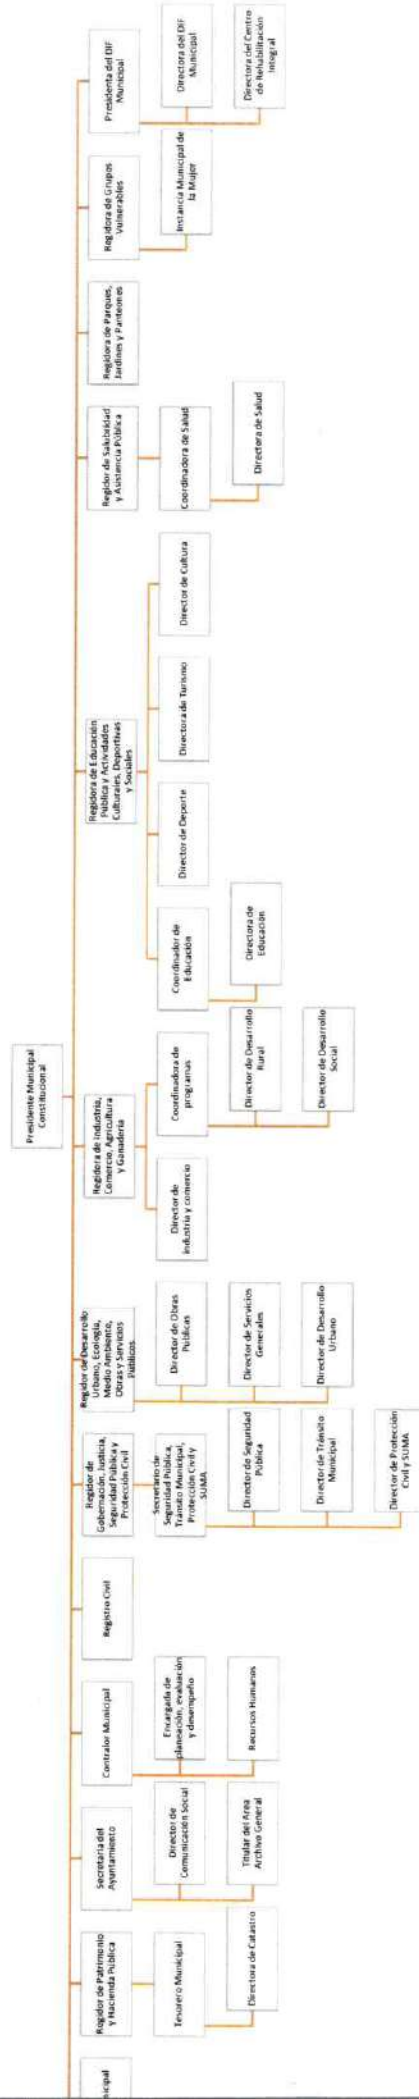 Presidente Municipal
Constitucional
nicipal
Regidor de Patrimonio
y Hacienda Pública
Tesorero Municipal
Directora de Catastro
Secretaria del
Ayuntamiento
Director de
Comunicación Social
Titular del Area
Archivo General
Contralor Municipal
Encargada de
planeación, evaluación
y desempeño
Recursos Humanos
Registro Civil
Regidor de
Gobernación, Justicia,
Seguridad Pública y
Protección Civil
Secretario de
Seguridad Pública,
Tránsito Municipal,
Protección Civil y
SUMA
Director de Seguridad
Pública
Director de Tránsito
Municipal
Director de Protección
Civil y SUMA
Regidor de Desarrollo
Urbano, Ecología,
Medio Ambiente,
Obras y Servicios
Públicos
Director de Obras
Públicas
Director de Servicios
Generales
Director de Desarrollo
Urbano
Regidora de Industria,
Comercio, Agricultura
y Ganadería
Director de
industria y comercio
Coordinadora de
programas
Director de Desarrollo
Rural
Director de Desarrollo
Social
Regidora de Educación
Pública y Actividades
Culturales, Deportivas
y Sociales
Coordinador de
Educación
Directora de
Educación
Director de Deporte
Directora de Turismo
Director de Cultura
Regidor de Salubridad
y Asistencia Pública
Coordinadora de Salud
Directora de Salud
Regidora de Parques,
Jardines y Panteones
Regidora de Grupos
Vulnerables
Instancia Municipal de
la Mujer
Presidenta del DIF
Municipal
Directora del DIF
Municipal
Directora del Centro
de Rehabilitación
Integral